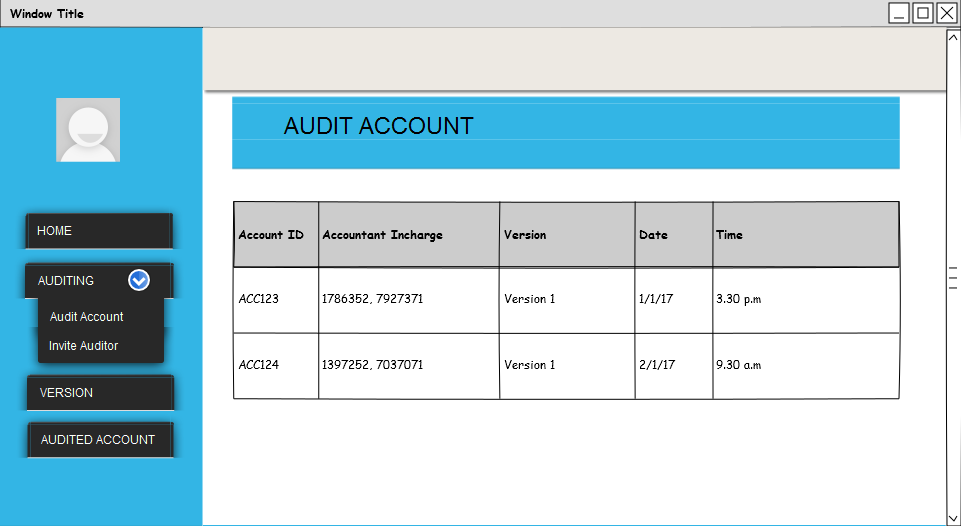 Window Title
HOME
AUDITING
Audit Account
Invite Auditor
VERSION
AUDITED ACCOUNT
AUDIT ACCOUNT
Account ID Accountant Incharge Version Date Time
ACC123 1786352, 7927371 Version 1 1/1/17 3.30 p.m
ACC124 1397252, 7037071 Version 1 2/1/17 9.30 a.m